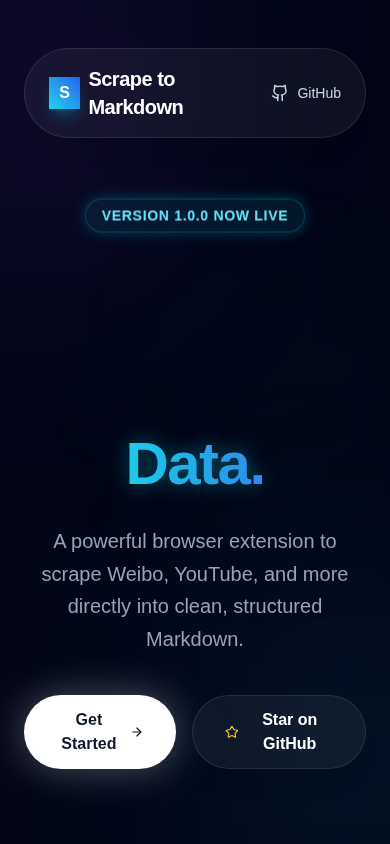 S
Scrape to
Markdown
GitHub
VERSION 1.0.0 NOW LIVE
Data.
A powerful browser extension to
scrape Weibo, YouTube, and more
directly into clean, structured
Markdown.
Get
Started
Star on
GitHub